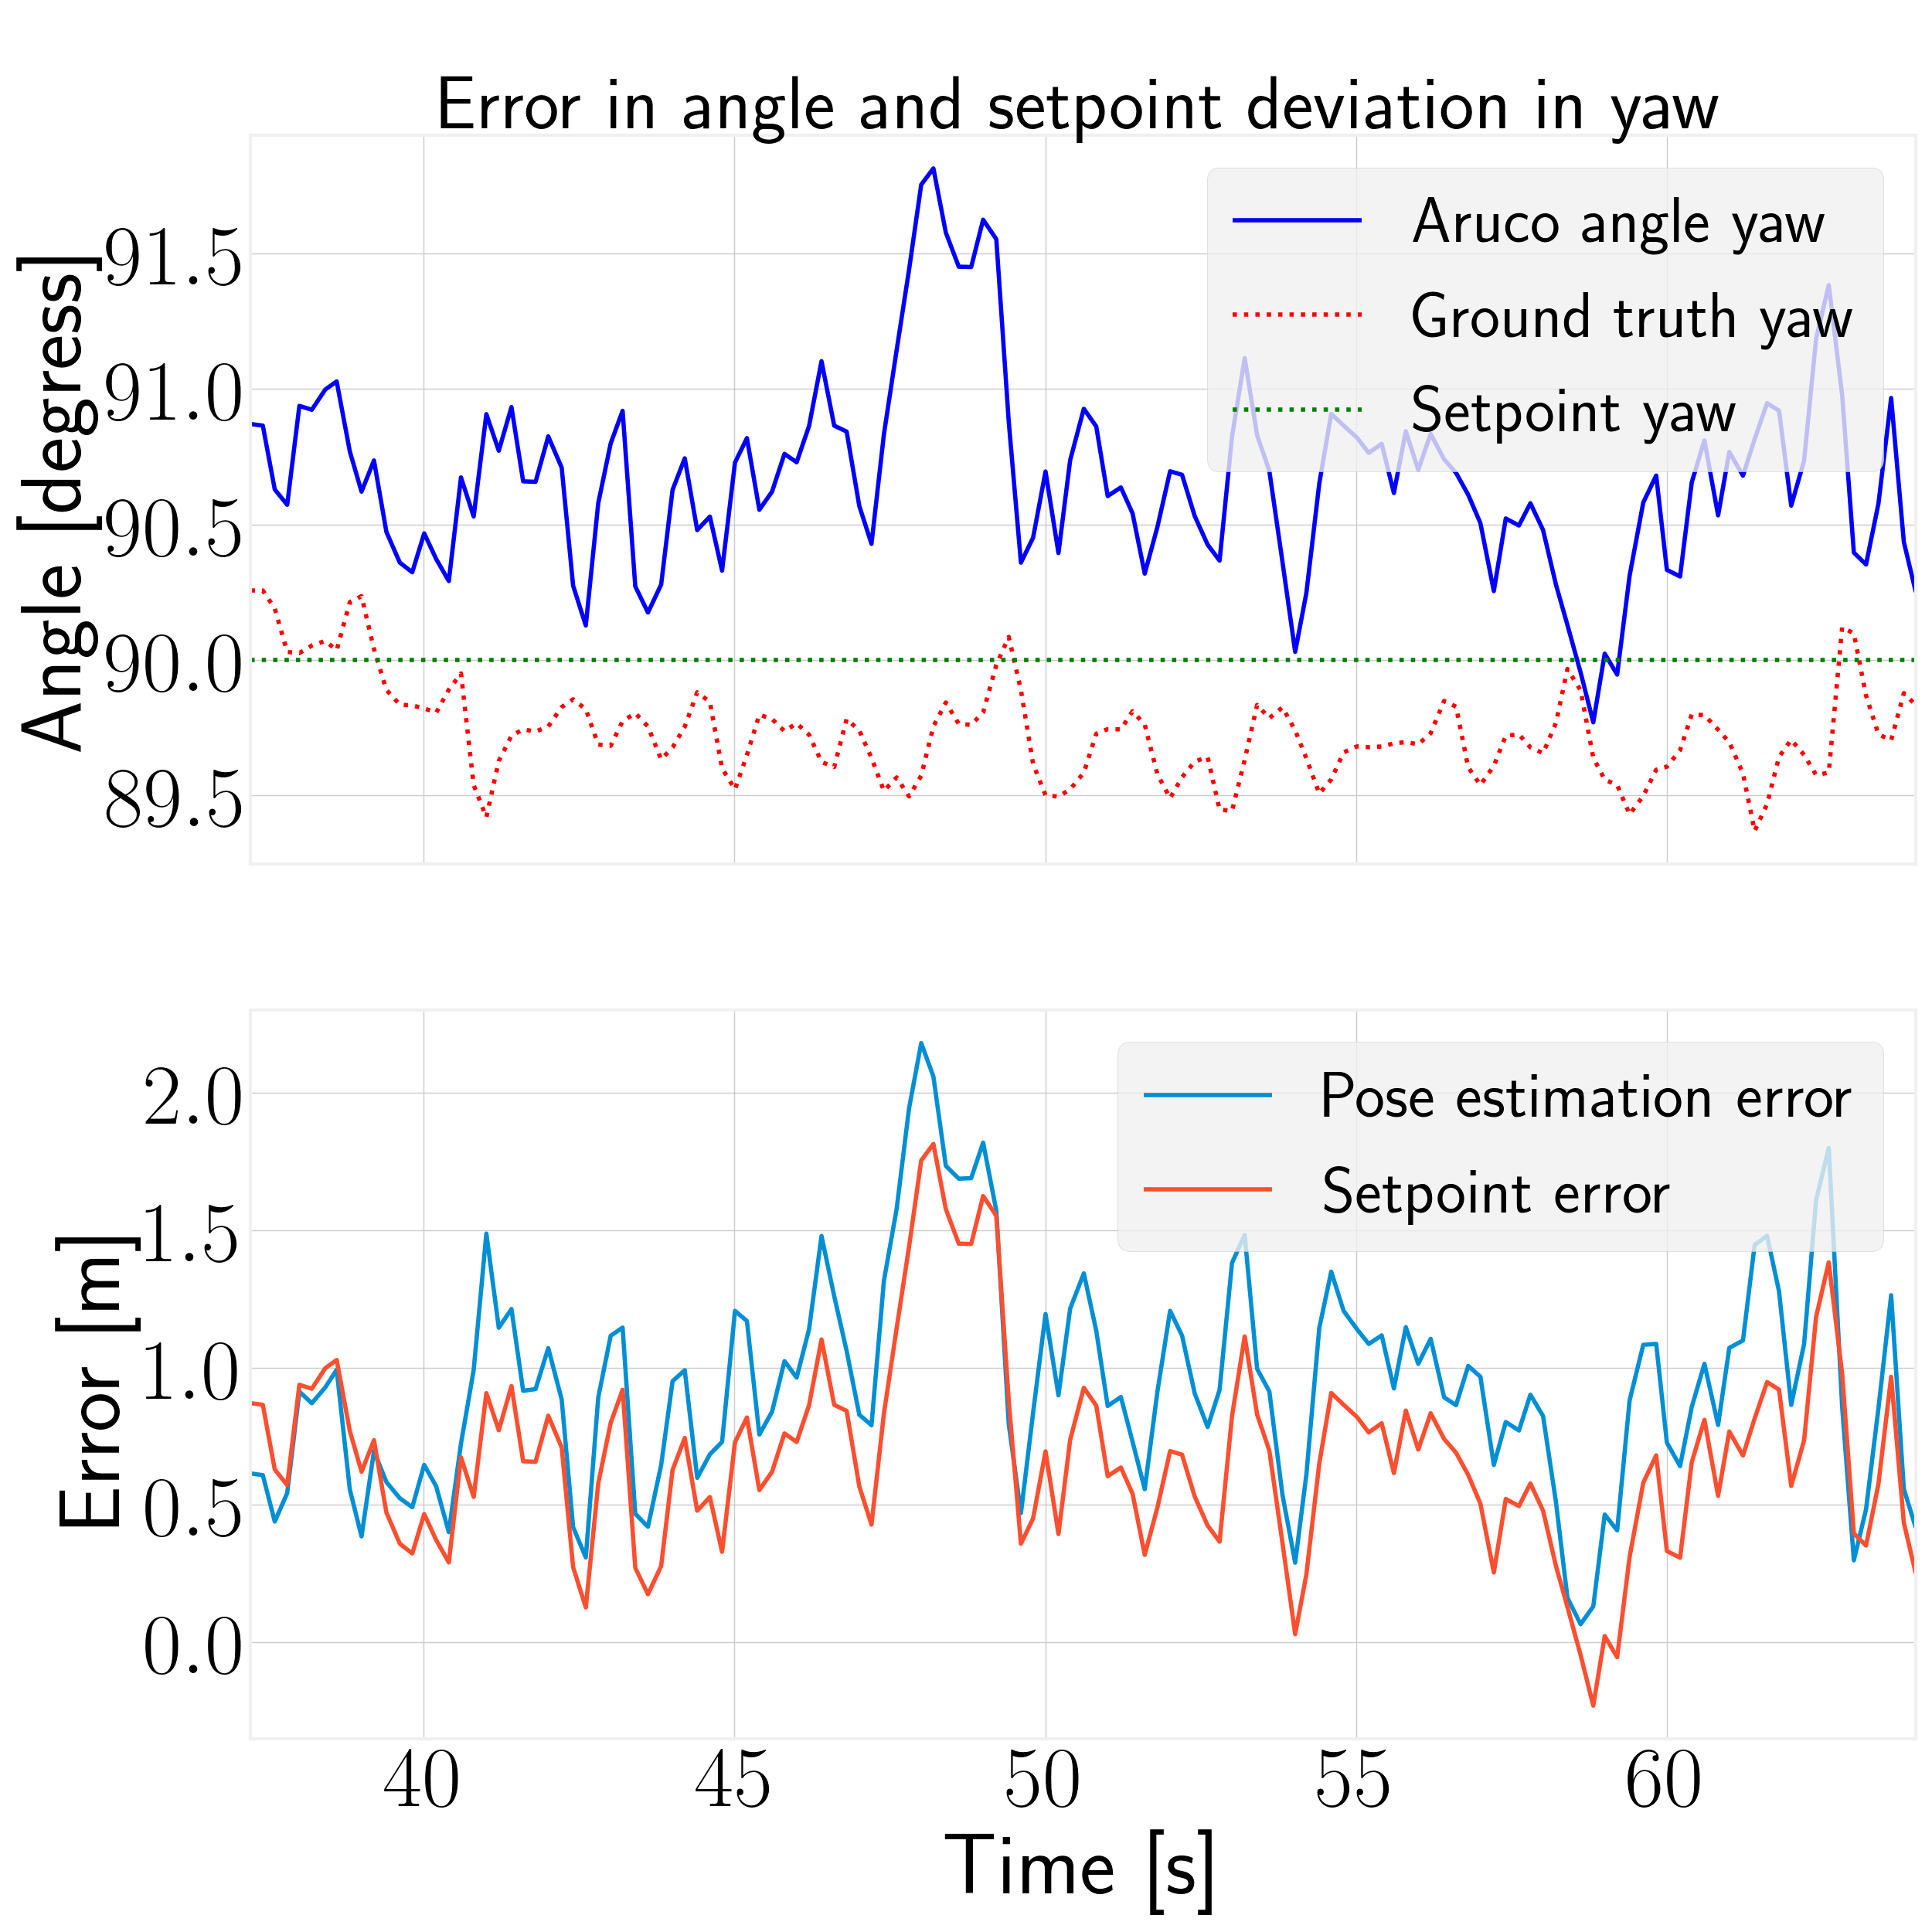 Error in angle and setpoint deviation in yaw
Angle [degress]
91.5
91.0
90.5
90.0
89.5
Aruco angle yaw
Ground truth yaw
Setpoint yaw
Error [m]
2.0
1.5
1.0
0.5
0.0
Pose estimation error
Setpoint error
40 45 50 55 60
Time [s]